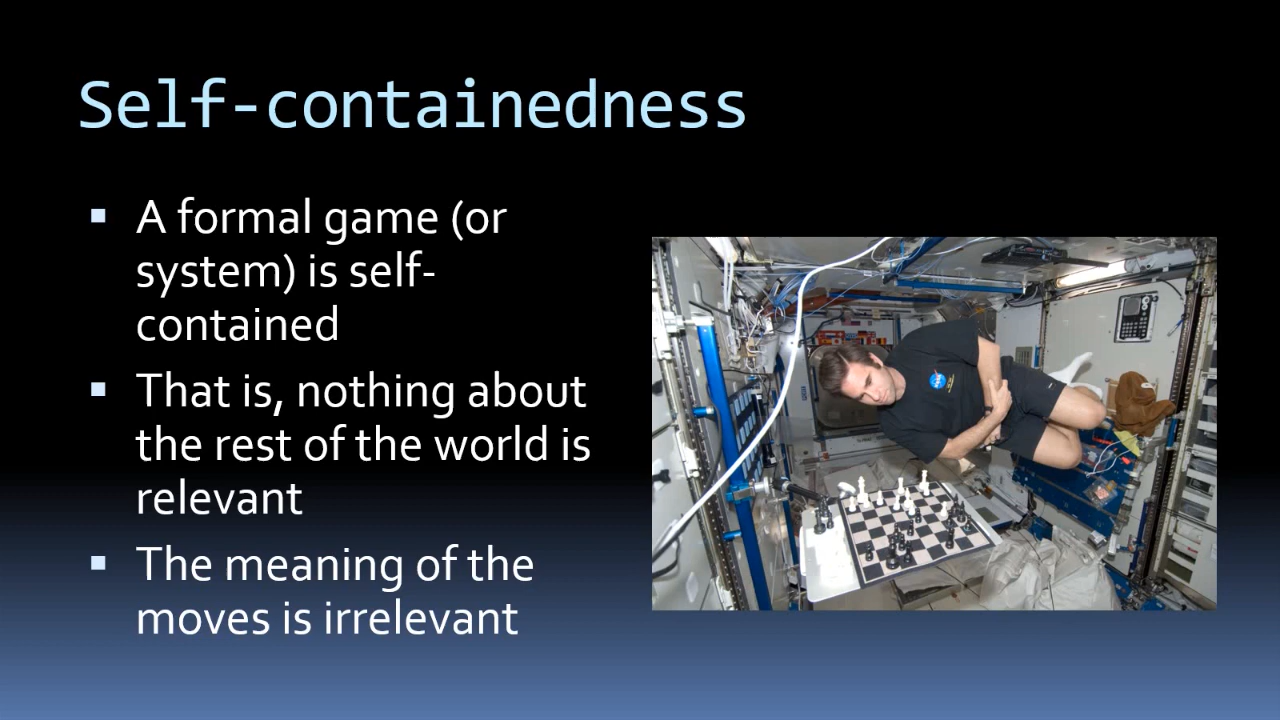 Self-containedness
A formal game (or
system) is self-
contained
That is, nothing about
the rest of the world is
relevant
The meaning of the
moves is irrelevant